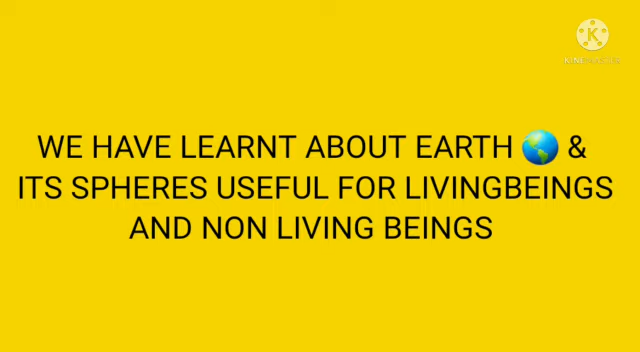 K
WE HAVE LEARNT ABOUT EARTH 🌎 &
ITS SPHERES USEFUL FOR LIVINGBEINGS
AND NON LIVING BEINGS